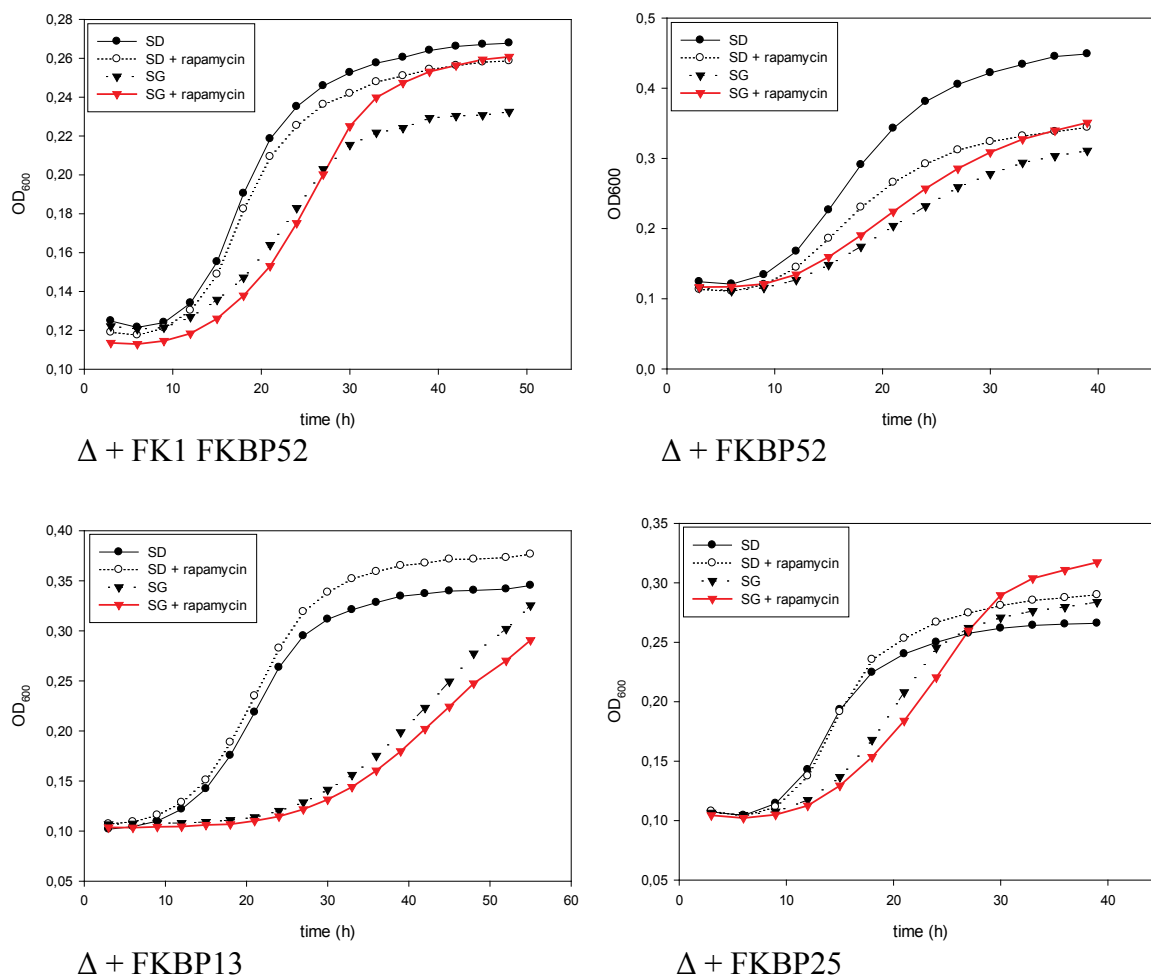 0,28
0,26
0,24
0,22
0,20
0,18
0,16
0,14
0,12
0,10
OD600
SD
SD + rapamycin
SG
SG + rapamycin
0 10 20 30 40 50
time (h)
Δ + FK1 FKBP52
0,5
0,4
0,3
0,2
0,1
0,0
OD600
SD
SD + rapamycin
SG
SG + rapamycin
0 10 20 30 40
time (h)
Δ + FKBP52
0,40
0,35
0,30
0,25
0,20
0,15
0,10
0,05
OD600
SD
SD + rapamycin
SG
SG + rapamycin
0 10 20 30 40 50 60
time (h)
Δ + FKBP13
0,35
0,30
0,25
0,20
0,15
0,10
0,05
OD600
SD
SD + rapamycin
SG
SG + rapamycin
0 10 20 30 40
time (h)
Δ + FKBP25